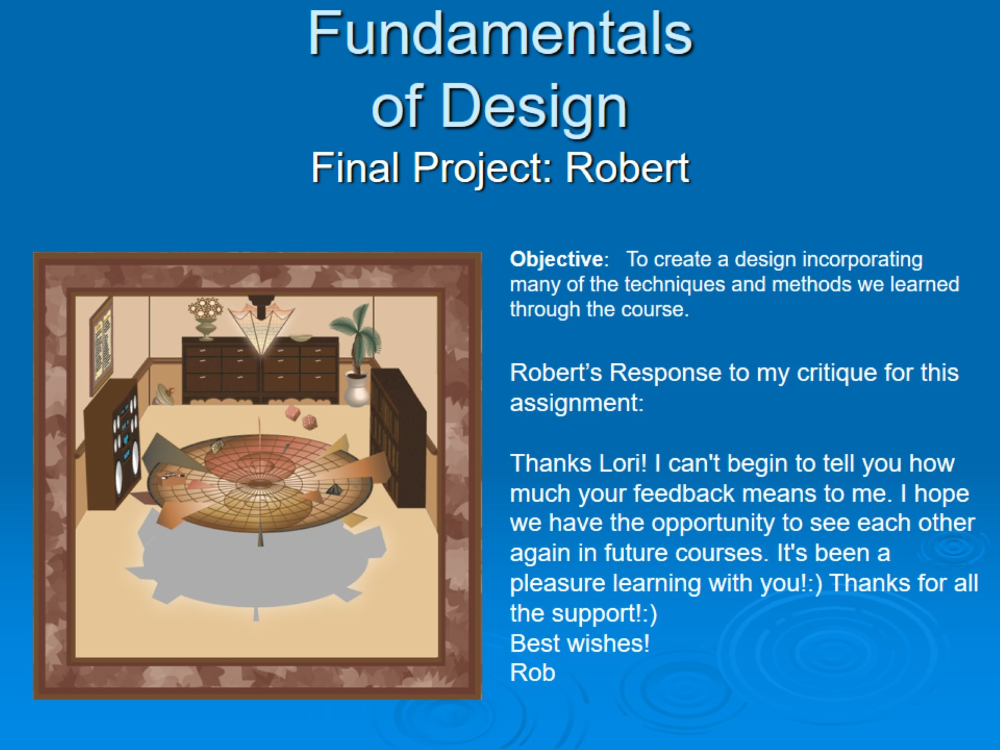 Fundamentals
of Design
Final Project: Robert
Objective:   To create a design incorporating
many of the techniques and methods we learned
through the course.
Robert’s Response to my critique for this
assignment:
Thanks Lori! I can't begin to tell you how
much your feedback means to me. I hope
we have the opportunity to see each other
again in future courses. It's been a
pleasure learning with you!:) Thanks for all
the support!:)
Best wishes!
Rob